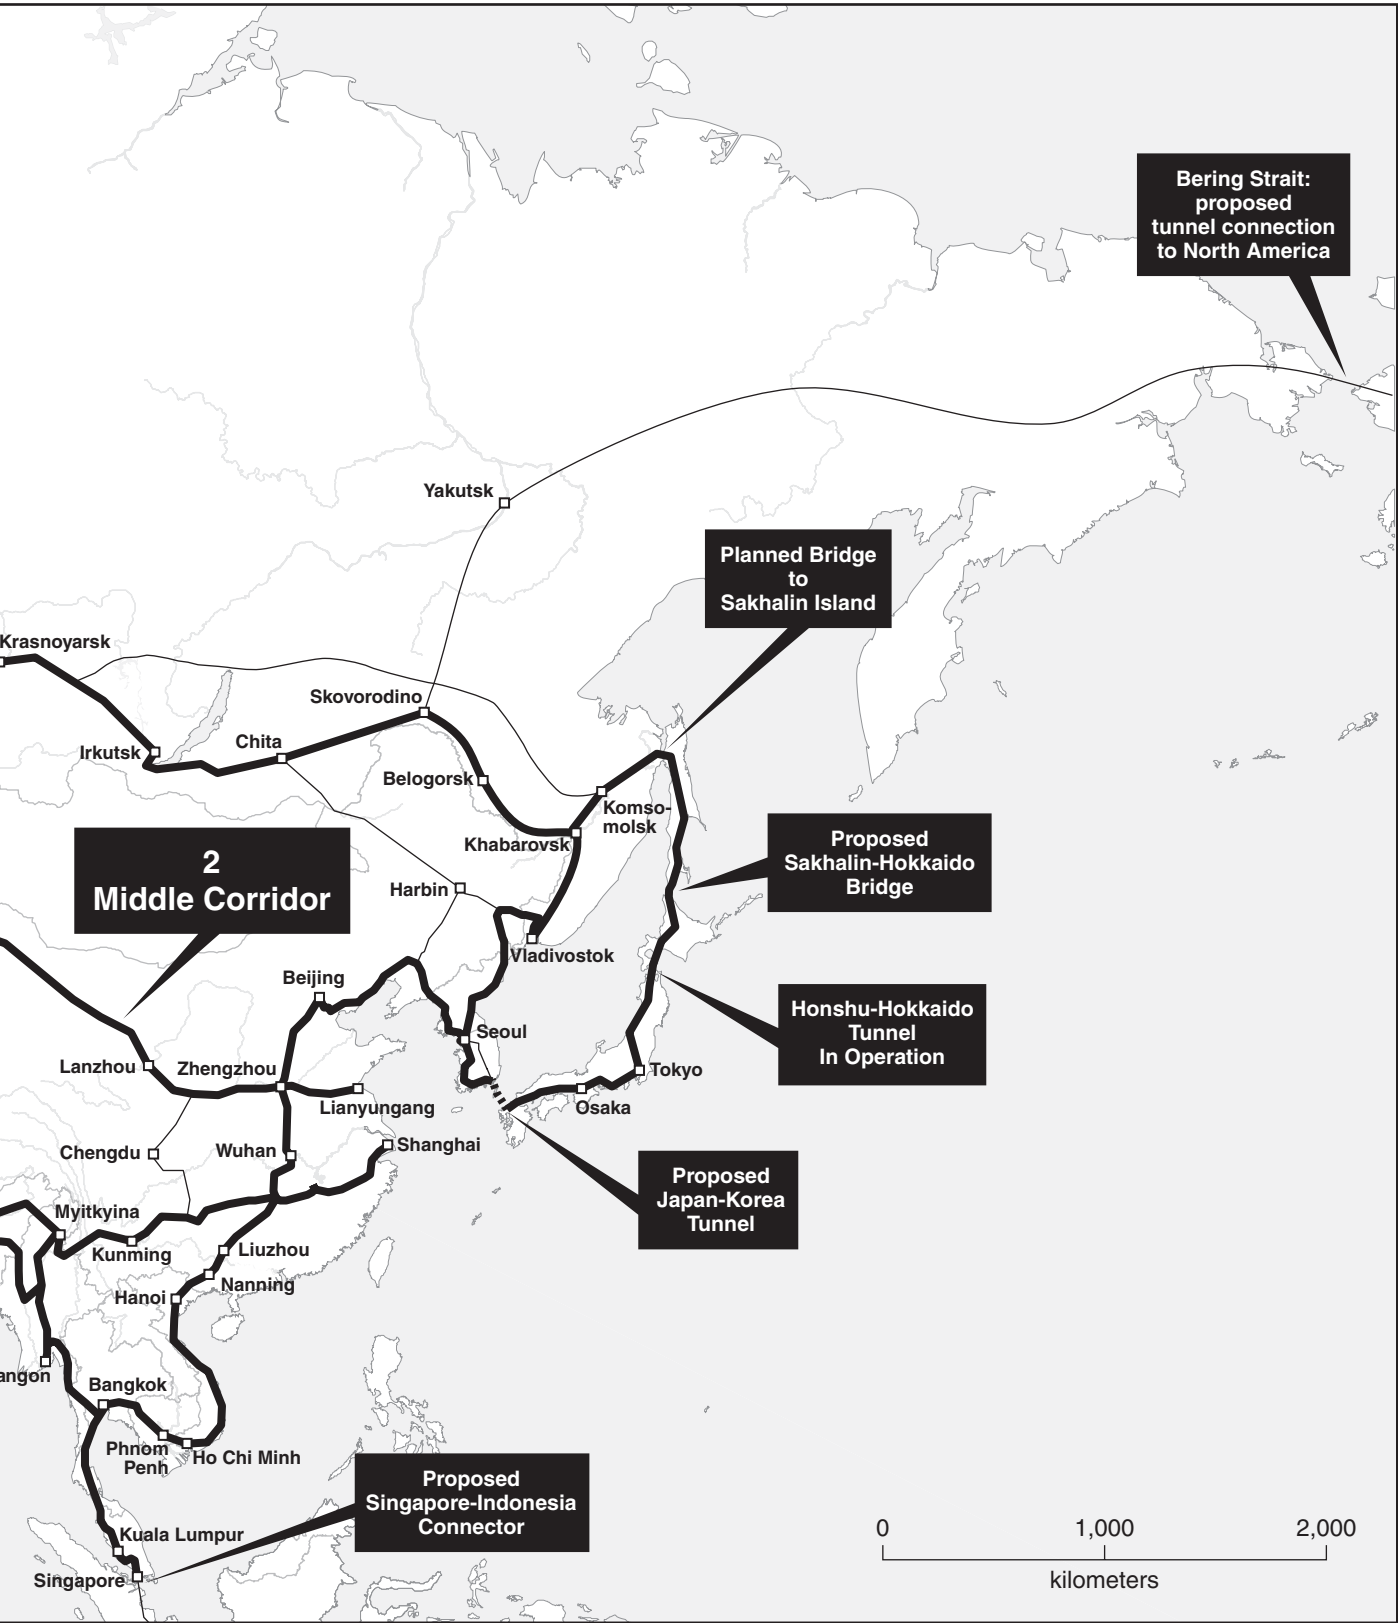 Bering Strait:
proposed
tunnel connection
to North America
Yakutsk
Planned Bridge
to
Sakhalin Island
Krasnoyarsk
Skovorodino
Irkutsk
Chita
Belogorsk
Komso-
molsk
Khabarovsk
Proposed
Sakhalin-Hokkaido
Bridge
2
Middle Corridor
Harbin
Vladivostok
Beijing
Honshu-Hokkaido
Tunnel
In Operation
Seoul
Lanzhou
Zhengzhou
Tokyo
Lianyungang
Osaka
Chengdu
Wuhan
Shanghai
Proposed
Japan-Korea
Tunnel
Myitkyina
Kunming
Liuzhou
Nanning
Hanoi
angon
Bangkok
Phnom
Penh
Ho Chi Minh
Proposed
Singapore-Indonesia
Connector
Kuala Lumpur
Singapore
0 1,000 2,000
kilometers